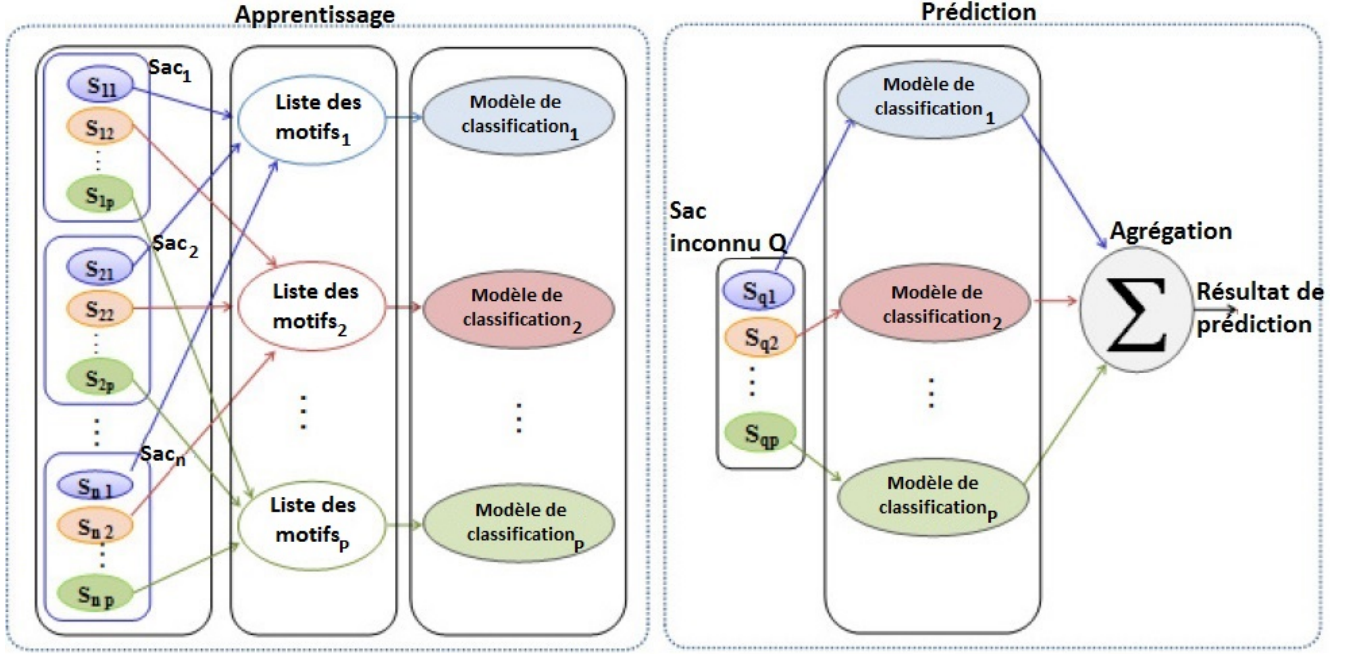 Apprentissage
Sac1
S11
S12
S1p
Sac2
S21
S22
S2p
Sacn
Sn 1
Sn 2
Sn p
Liste des
motifs1
Liste des
motifs2
Liste des
motifsp
Modèle de
classification1
Modèle de
classification2
Modèle de
classificationp
Prédiction
Sac
inconnu Q
Sq1
Sq2
Sqp
Modèle de
classification1
Modèle de
classification2
Modèle de
classificationp
Agrégation
Σ
Résultat de
prédiction